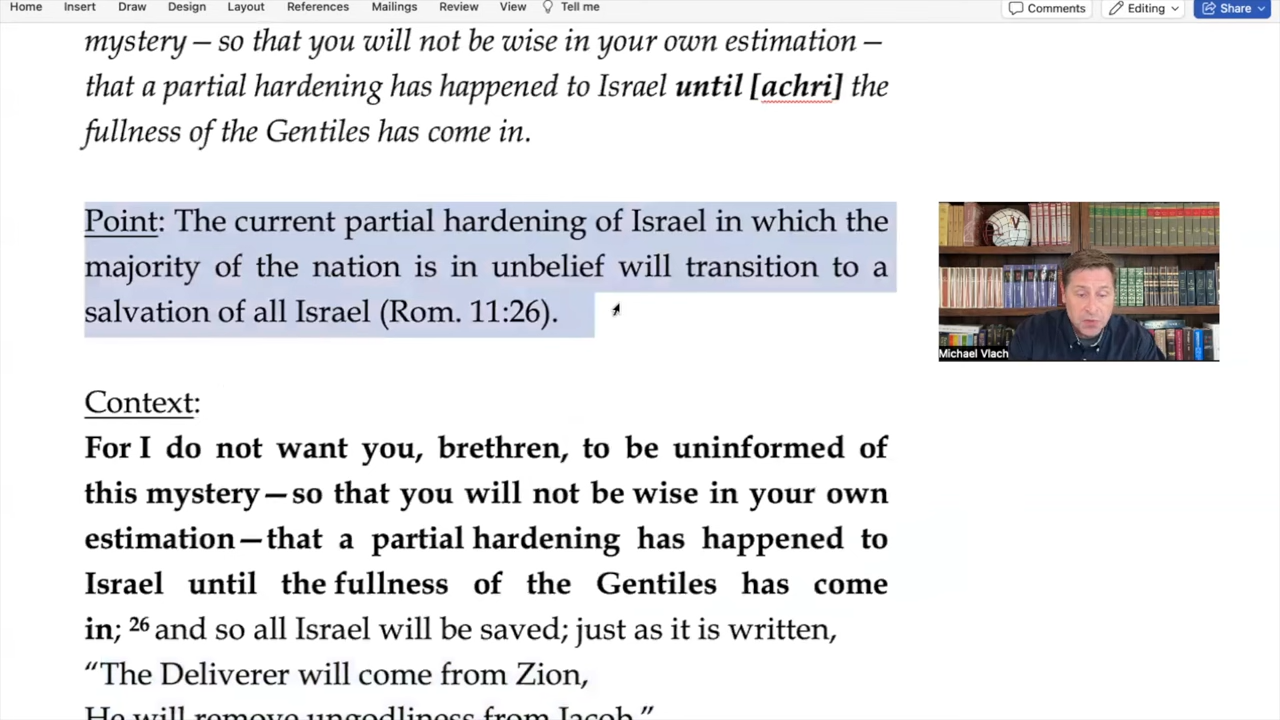 Home Insert Draw Design Layout References Mailings Review View Tell me Comments Editing Share
mystery – so that you will not be wise in your own estimation –
that a partial hardening has happened to Israel until [achri] the
fullness of the Gentiles has come in.
Point: The current partial hardening of Israel in which the
majority of the nation is in unbelief will transition to a
salvation of all Israel (Rom. 11:26).
Michael Vlach
Context:
For I do not want you, brethren, to be uninformed of
this mystery—so that you will not be wise in your own
estimation—that a partial hardening has happened to
Israel until the fullness of the Gentiles has come
in; 26 and so all Israel will be saved; just as it is written,
“The Deliverer will come from Zion,
He will remove ungodliness from Jacob.”